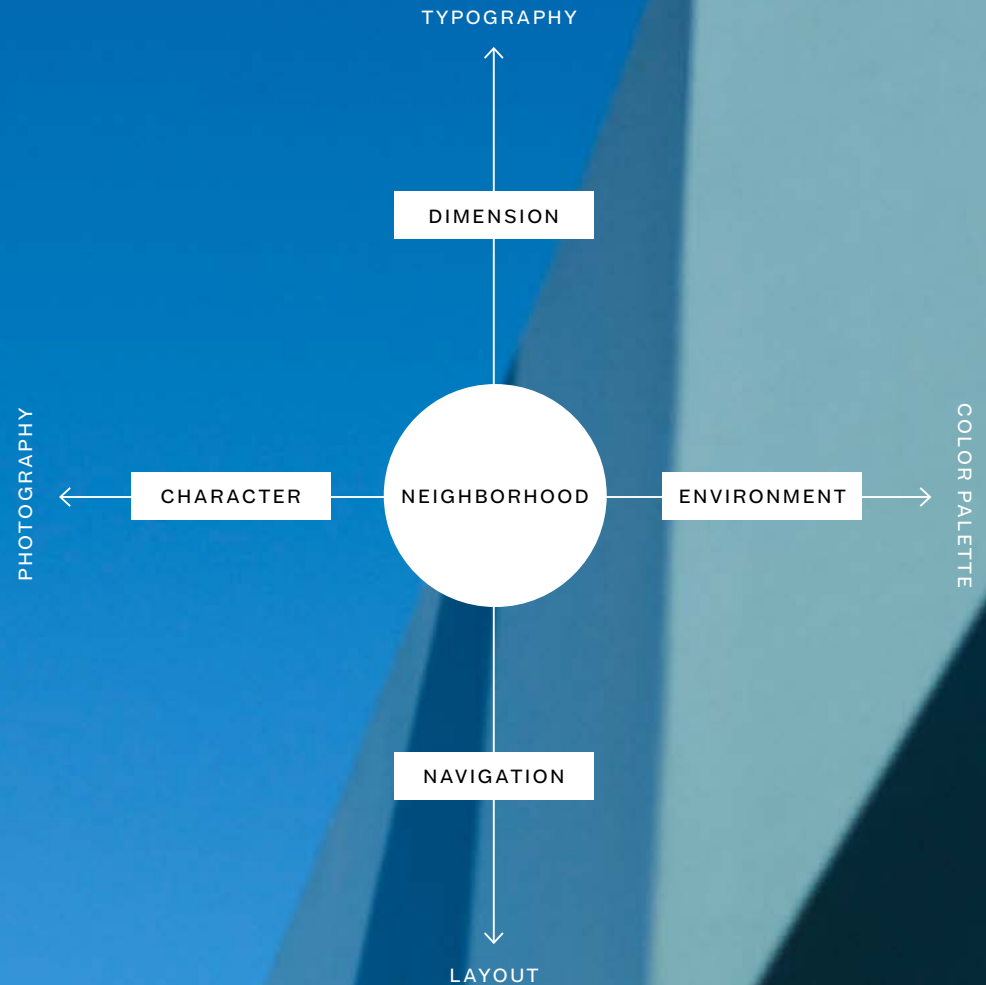 TYPOGRAPHY
DIMENSION
PHOTOGRAPHY
CHARACTER
NEIGHBORHOOD
ENVIRONMENT
COLOR PALETTE
NAVIGATION
LAYOUT